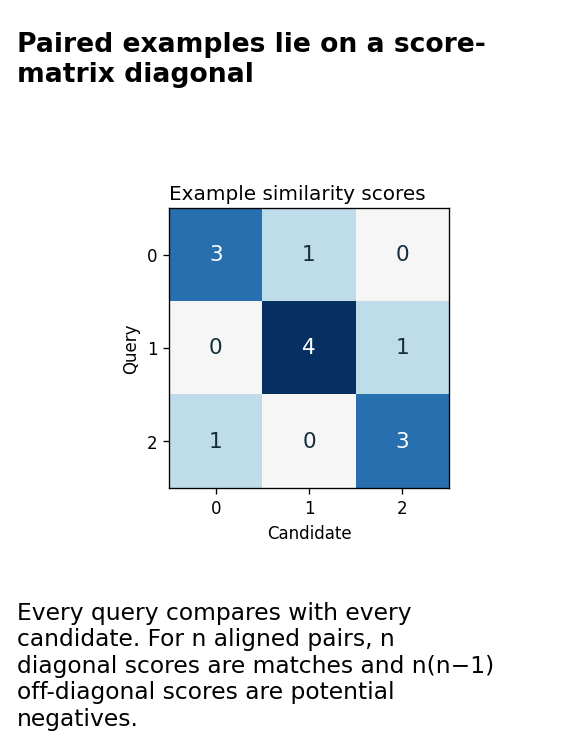 Paired examples lie on a score-
matrix diagonal
Example similarity scores
0 3 1 0
1 0 4 1
2 1 0 3
Query
0 1 2
Candidate
Every query compares with every
candidate. For n aligned pairs, n
diagonal scores are matches and n(n−1)
off-diagonal scores are potential
negatives.